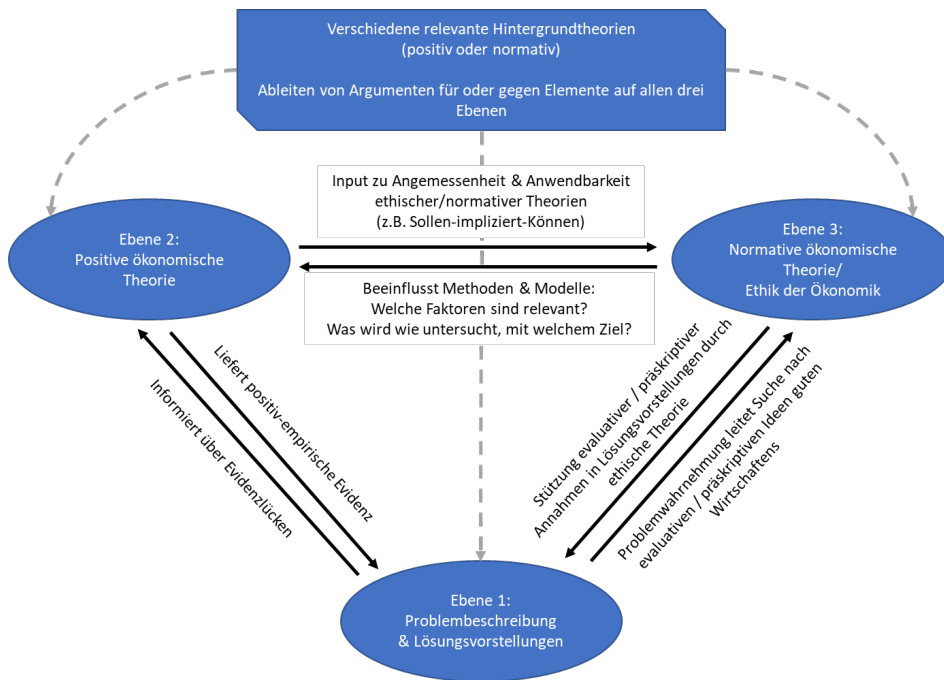 Verschiedene relevante Hintergrundtheorien
(positiv oder normativ)
Ableiten von Argumenten für oder gegen Elemente auf allen drei
Ebenen
Input zu Angemessenheit & Anwendbarkeit
ethischer/normativer Theorien
(z.B. Sollen-impliziert-Können)
Ebene 2:
Positive ökonomische
Theorie
Ebene 3:
Normative ökonomische
Theorie/
Ethik der Ökonomik
Beeinflusst Methoden & Modelle:
Welche Faktoren sind relevant?
Was wird wie untersucht, mit welchem Ziel?
Liefert positiv-empirische Evidenz
Informiert über Evidenzlücken
Stützung evaluativer / präskriptiver
Annahmen in Lösungsvorstellungen durch
ethische Theorie
Problemwahrnehmung leitet Suche nach
evaluativen / präskriptiven Ideen guten
Wirtschaftens
Ebene 1:
Problembeschreibung
& Lösungsvorstellungen